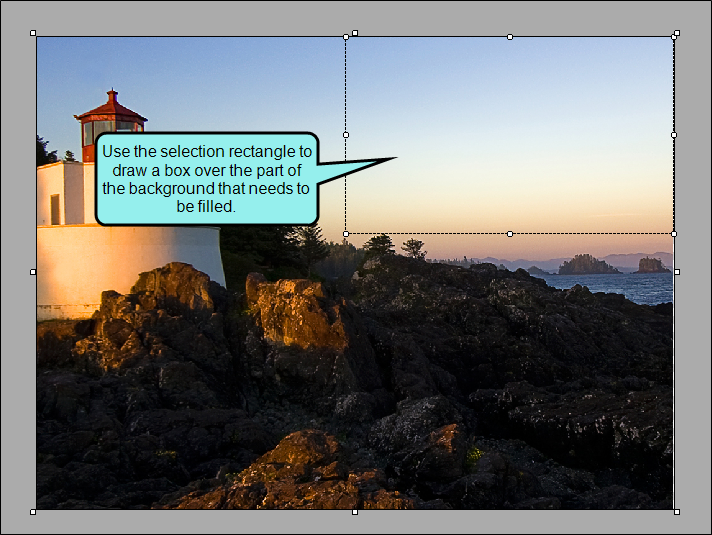 Use the selection rectangle to
draw a box over the part of
the background that needs to
be filled.